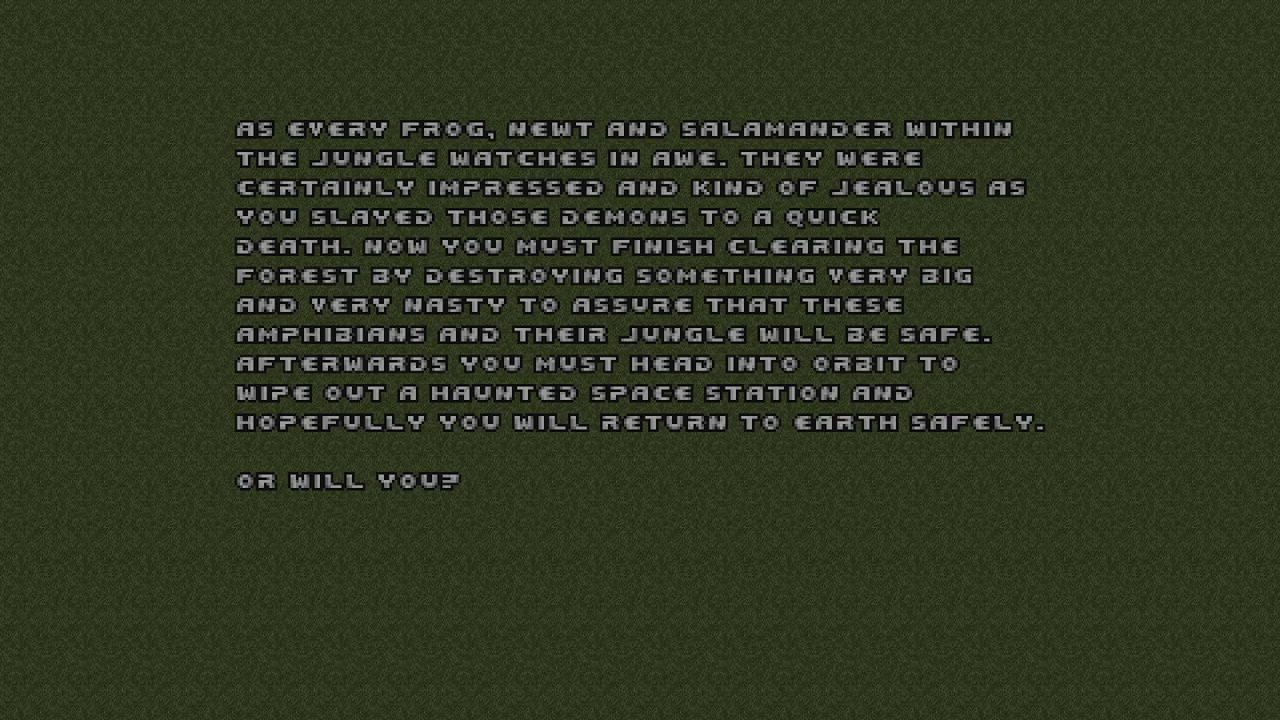 AS EVERY FROG, NEWT AND SALAMANDER WITHIN
THE JUNGLE WATCHES IN AWE. THEY WERE
CERTAINLY IMPRESSED AND KIND OF JEALOUS AS
YOU SLAYED THOSE DEMONS TO A QUICK
DEATH. NOW YOU MUST FINISH CLEARING THE
FOREST BY DESTROYING SOMETHING VERY BIG
AND VERY NASTY TO ASSURE THAT THESE
AMPHIBIANS AND THEIR JUNGLE WILL BE SAFE.
AFTERWARDS YOU MUST HEAD INTO ORBIT TO
WIPE OUT A HAUNTED SPACE STATION AND
HOPEFULLY YOU WILL RETURN TO EARTH SAFELY.
OR WILL YOU?